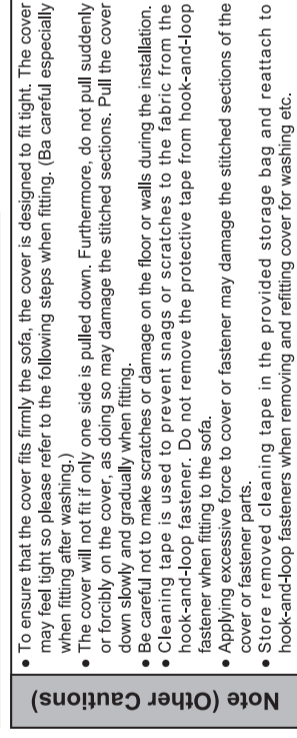 Note (Other Cautions)
● To ensure that the cover fits firmly the sofa, the cover is designed to fit tight. The cover
may feel tight so please refer to the following steps when fitting. (Ba careful especially
when fitting after washing.)
● The cover will not fit if only one side is pulled down. Furthermore, do not pull suddenly
or forcibly on the cover, as doing so may damage the stitched sections. Pull the cover
down slowly and gradually when fitting.
● Be careful not to make scratches or damage on the floor or walls during the installation.
● Cleaning tape is used to prevent snags or scratches to the fabric from the
hook-and-loop fastener. Do not remove the protective tape from hook-and-loop
fastener when fitting to the sofa.
● Applying excessive force to cover or fastener may damage the stitched sections of the
cover or fastener parts.
● Store removed cleaning tape in the provided storage bag and reattach to
hook-and-loop fasteners when removing and refitting cover for washing etc.